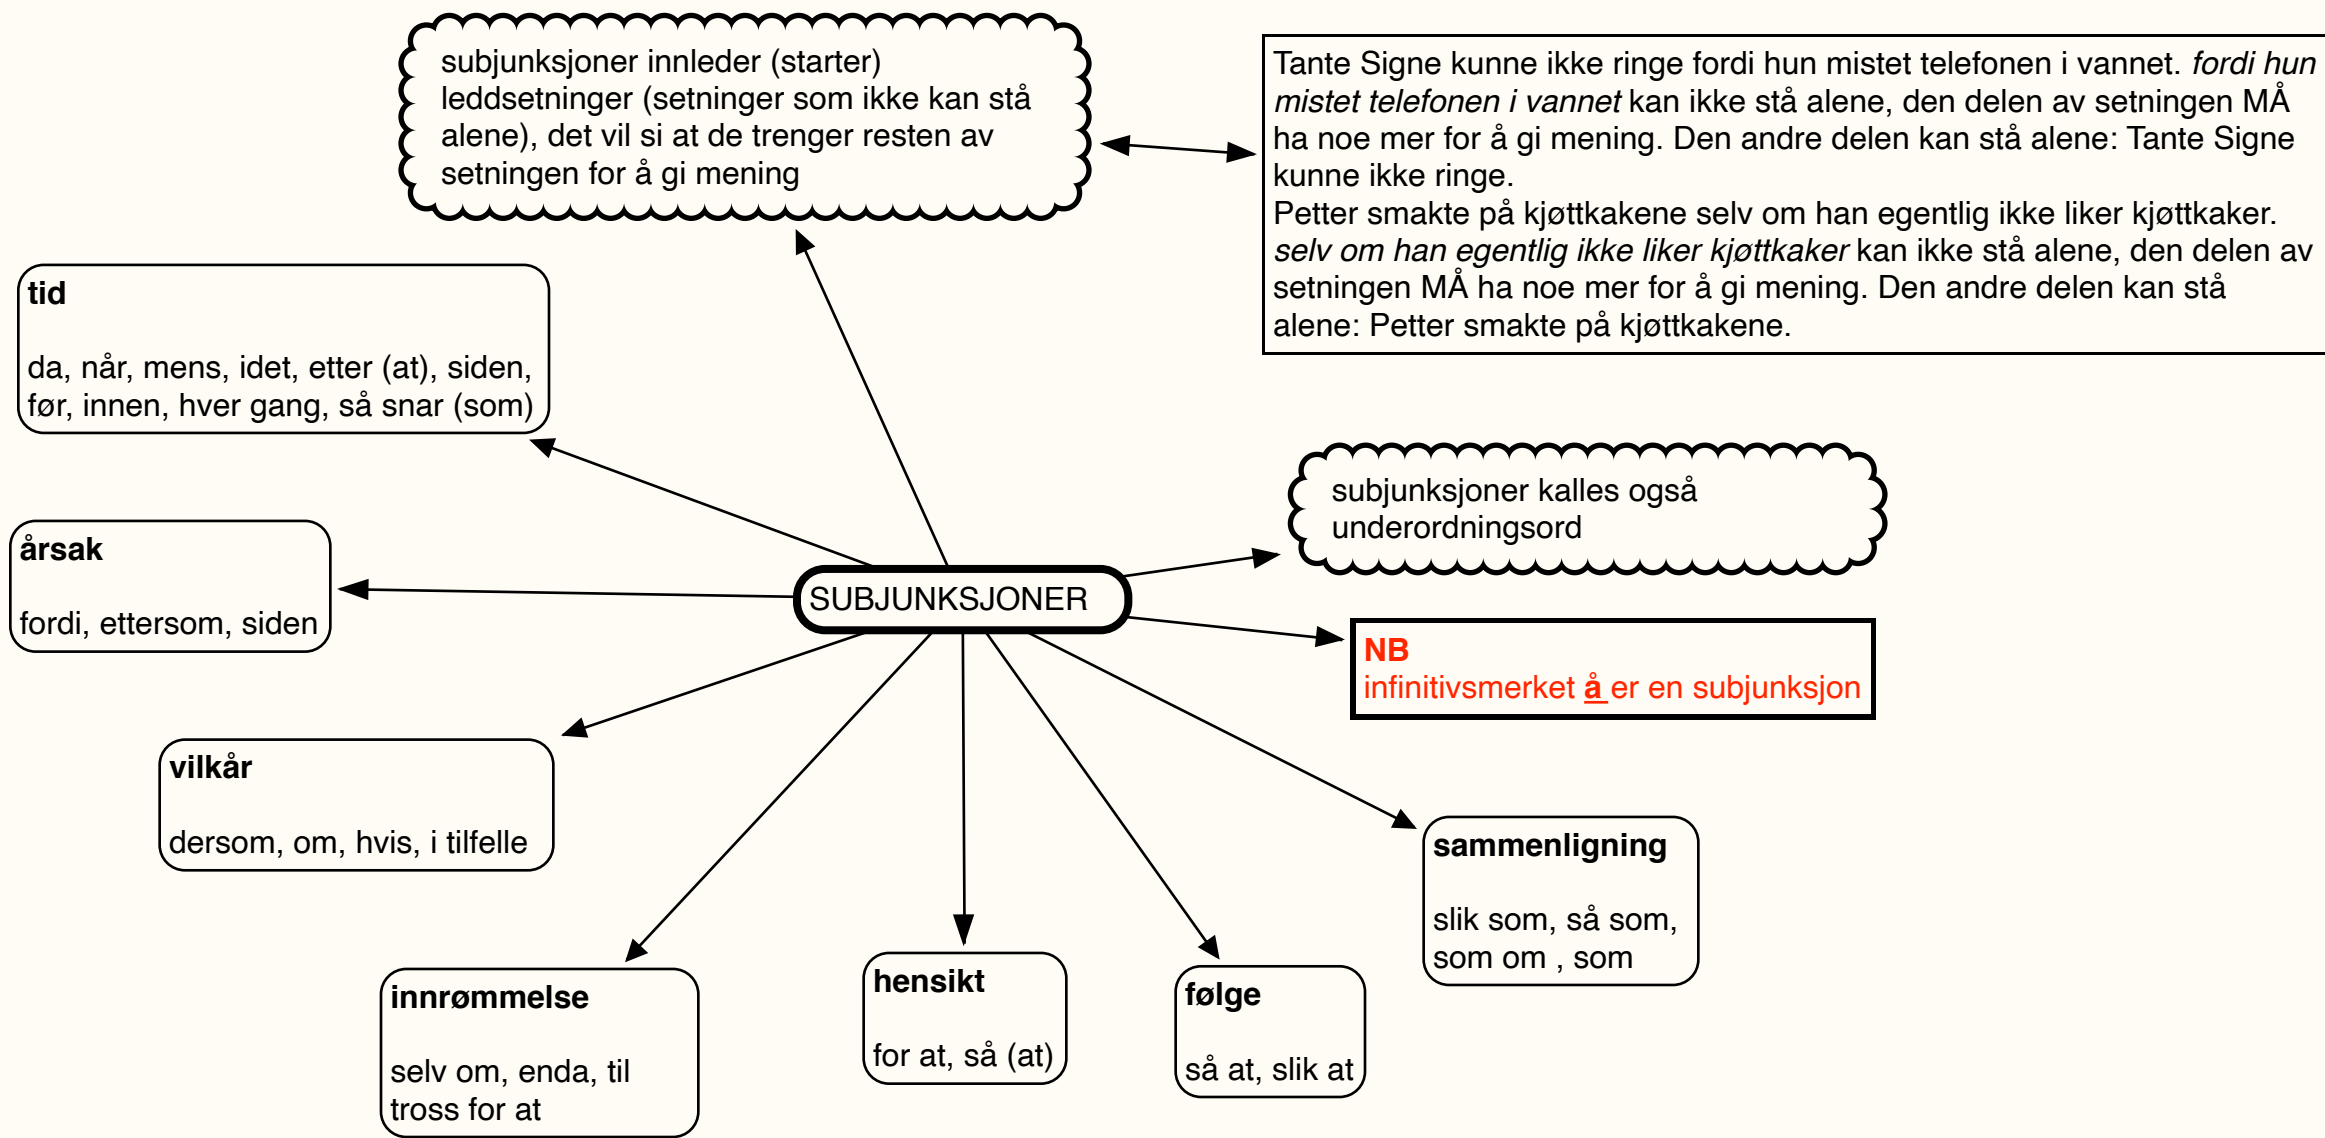 subjunksjoner innleder (starter)
leddsetninger (setninger som ikke kan stå
alene), det vil si at de trenger resten av
setningen for å gi mening
Tante Signe kunne ikke ringe fordi hun mistet telefonen i vannet. fordi hun
mistet telefonen i vannet kan ikke stå alene, den delen av setningen MÅ
ha noe mer for å gi mening. Den andre delen kan stå alene: Tante Signe
kunne ikke ringe.
Petter smakte på kjøttkakene selv om han egentlig ikke liker kjøttkaker.
selv om han egentlig ikke liker kjøttkaker kan ikke stå alene, den delen av
setningen MÅ ha noe mer for å gi mening. Den andre delen kan stå
alene: Petter smakte på kjøttkakene.
tid
da, når, mens, idet, etter (at), siden,
før, innen, hver gang, så snar (som)
subjunksjoner kalles også
underordningsord
årsak
fordi, ettersom, siden
SUBJUNKSJONER
NB
infinitivsmerket å er en subjunksjon
vilkår
dersom, om, hvis, i tilfelle
sammenligning
slik som, så som,
som om , som
innrømmelse
selv om, enda, til
tross for at
hensikt
for at, så (at)
følge
så at, slik at